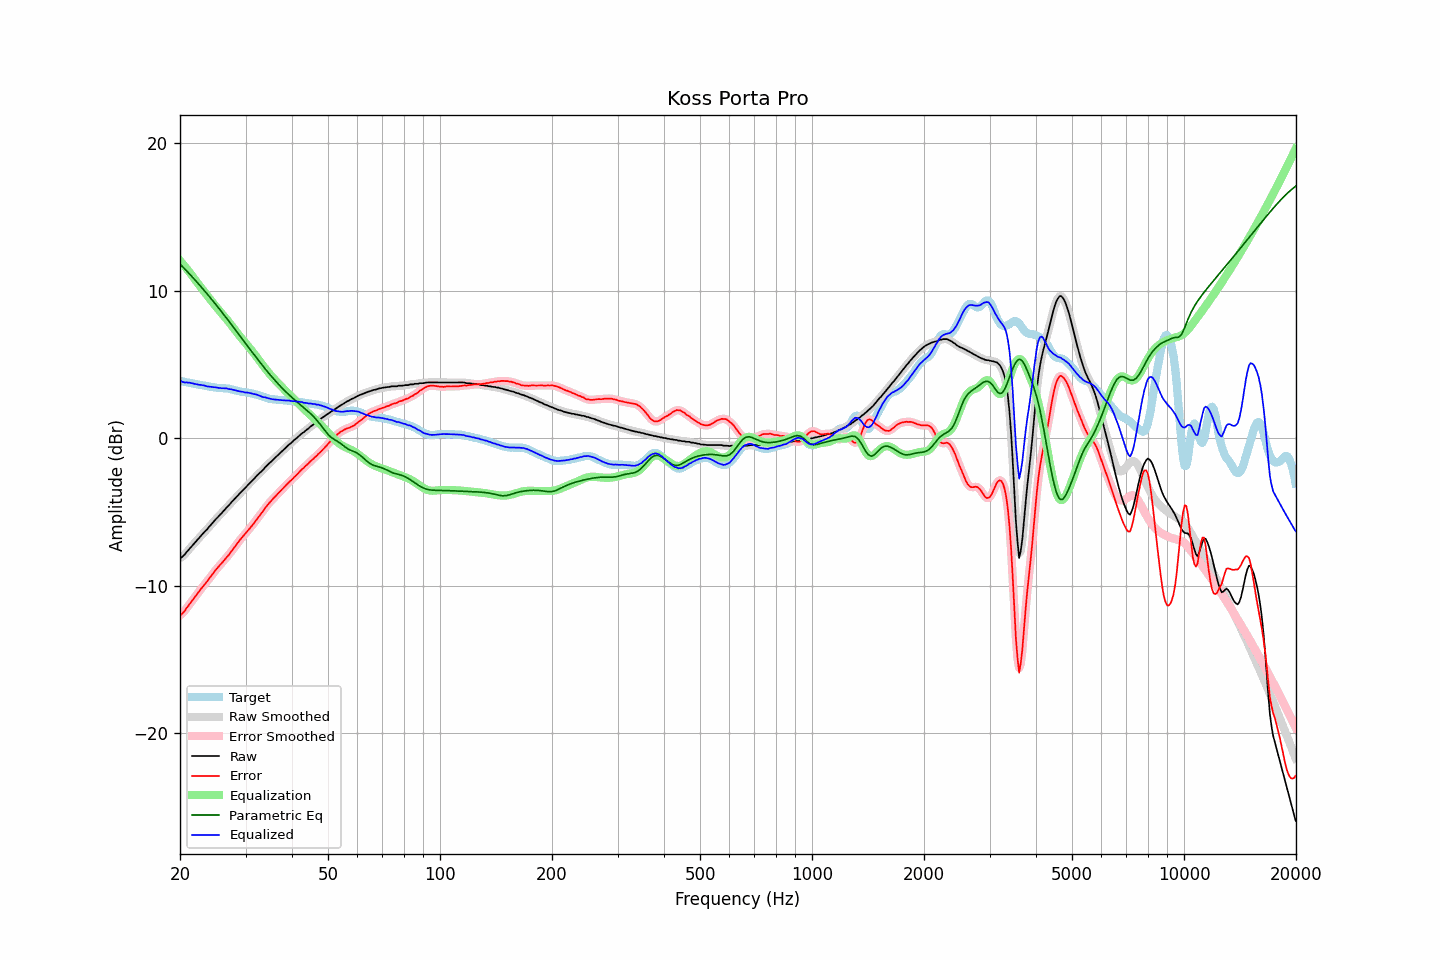 Koss Porta Pro
Amplitude (dBr)
20
10
0
−10
−20
Target
Raw Smoothed
Error Smoothed
Raw
Error
Equalization
Parametric Eq
Equalized
20 50 100 200 500 1000 2000 5000 10000 20000
Frequency (Hz)